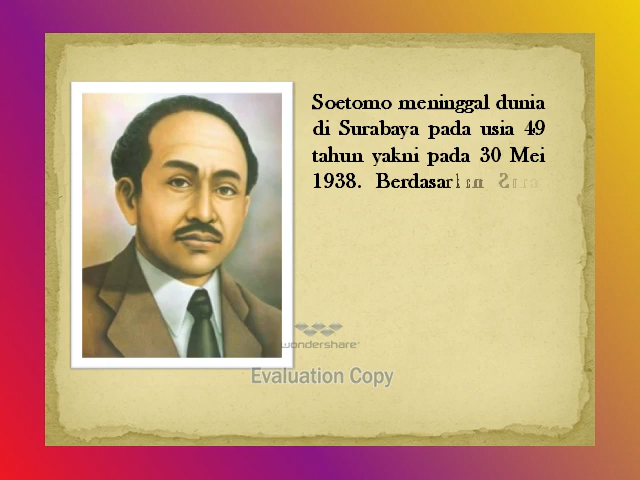 Soetomo meninggal dunia
di Surabaya pada usia 49
tahun yakni pada 30 Mei
1938. Berdasar
wondershare
Evaluation Copy